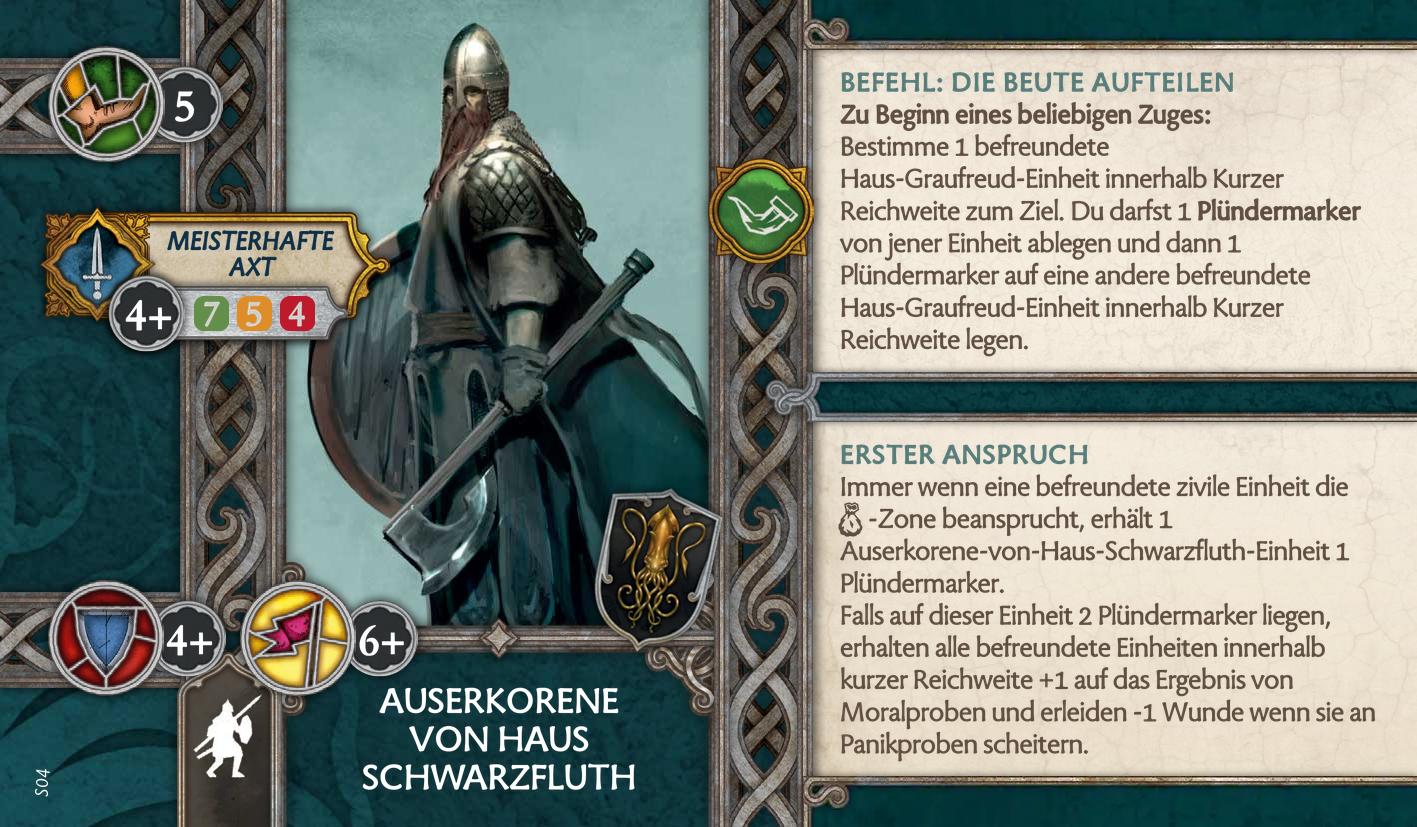 5
MEISTERHAFTE
AXT
4+ 7 5 4
4+ 6+
AUSERKORENE
VON HAUS
SCHWARZFLUTH
S04
BEFEHL: DIE BEUTE AUFTEILEN
Zu Beginn eines beliebigen Zuges:
Bestimme 1 befreundete
Haus-Graufreud-Einheit innerhalb Kurzer
Reichweite zum Ziel. Du darfst 1 Plündermarker
von jener Einheit ablegen und dann 1
Plündermarker auf eine andere befreundete
Haus-Graufreud-Einheit innerhalb Kurzer
Reichweite legen.
ERSTER ANSPRUCH
Immer wenn eine befreundete zivile Einheit die
-Zone beansprucht, erhält 1
Auserkorene-von-Haus-Schwarzfluth-Einheit 1
Plündermarker.
Falls auf dieser Einheit 2 Plündermarker liegen,
erhalten alle befreundete Einheiten innerhalb
kurzer Reichweite +1 auf das Ergebnis von
Moralproben und erleiden -1 Wunde wenn sie an
Panikproben scheitern.